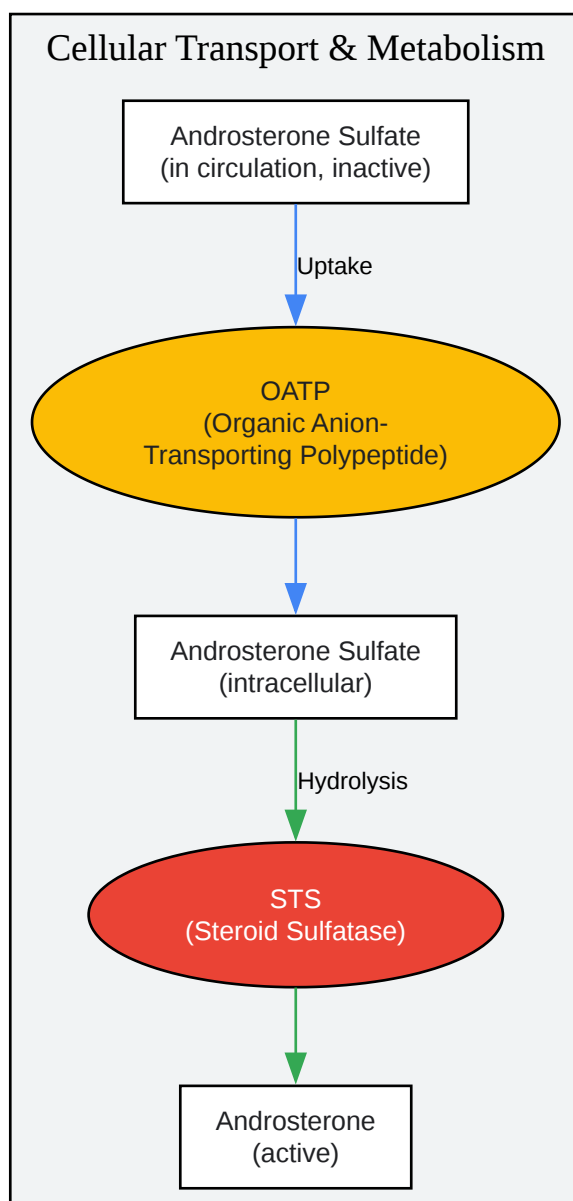 Cellular Transport & Metabolism
Androsterone Sulfate
(in circulation, inactive)
Uptake
OATP
(Organic Anion-
Transporting Polypeptide)
Androsterone Sulfate
(intracellular)
Hydrolysis
STS
(Steroid Sulfatase)
Androsterone
(active)